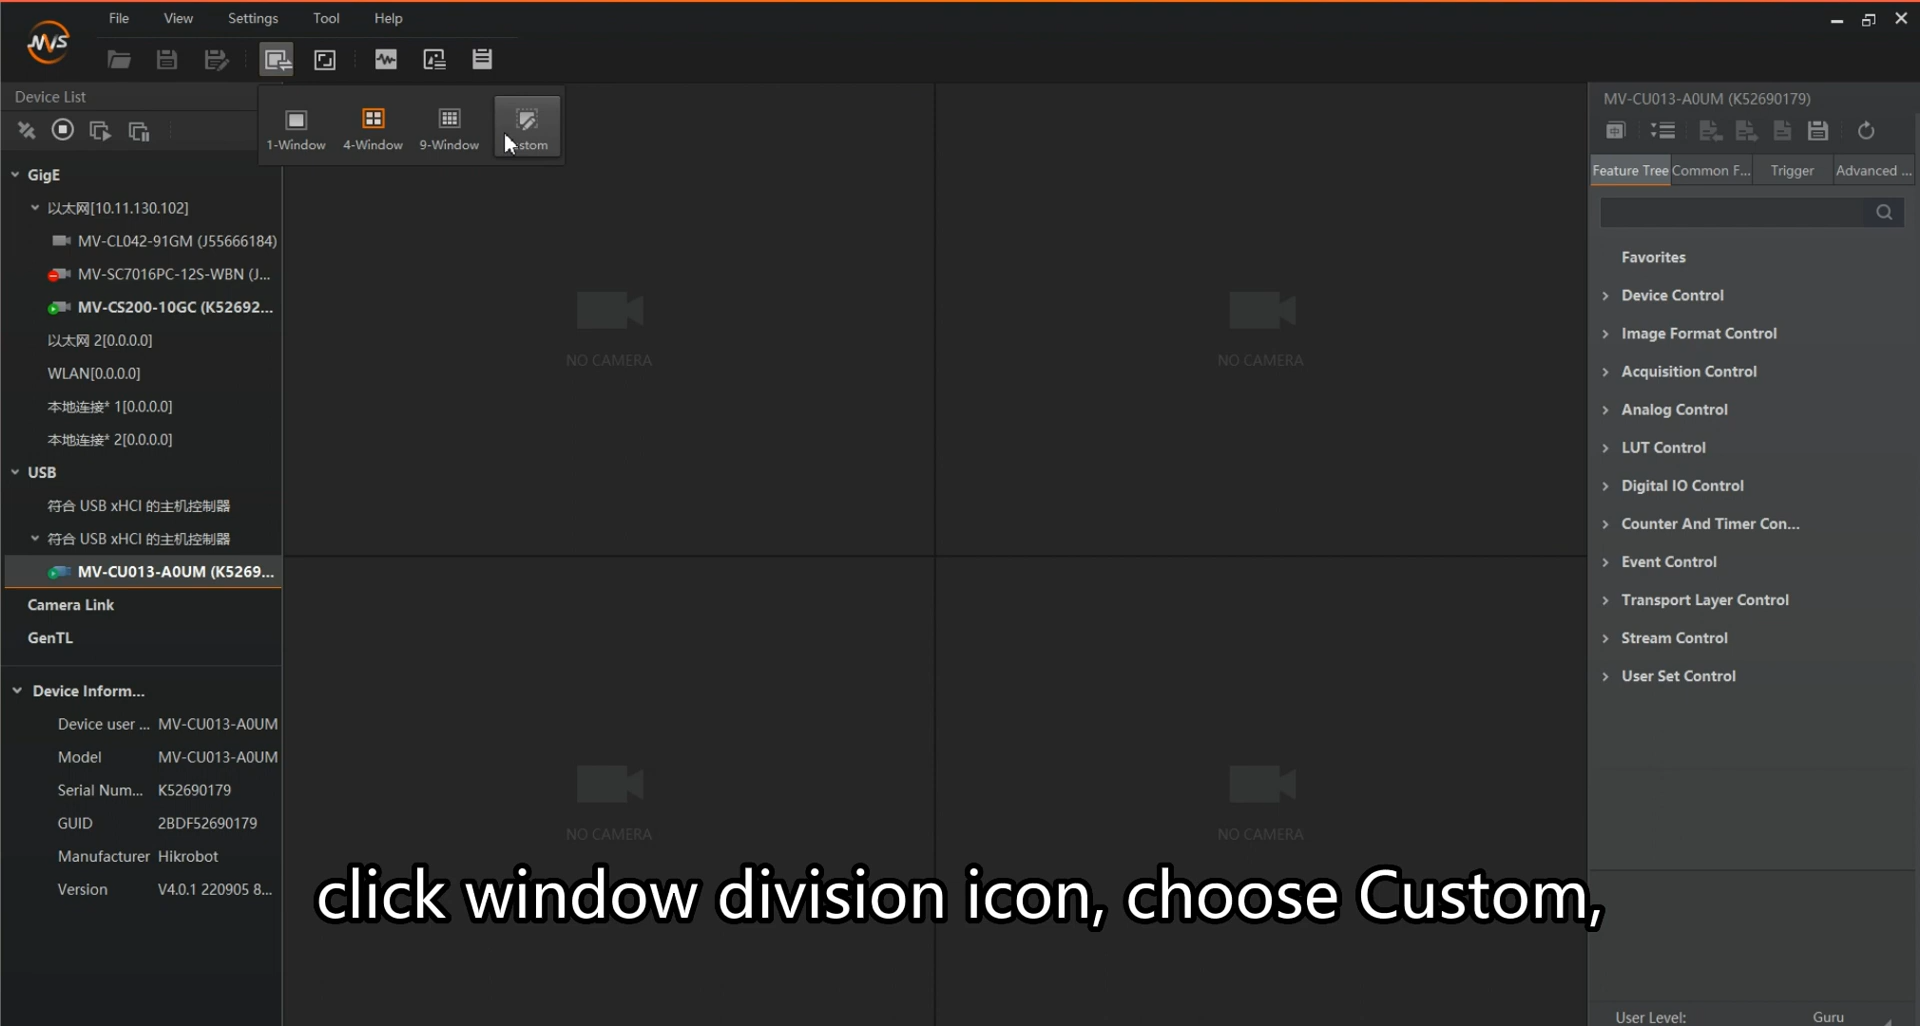 MVS
File View Settings Tool Help
Device List
1-Window 4-Window 9-Window stom
GigE
以太网[10.11.130.102]
MV-CL042-91GM (J55666184)
MV-SC7016PC-12S-WBN (J...
MV-CS200-10GC (K52692...
以太网 2[0.0.0.0]
WLAN[0.0.0.0]
本地连接* 1[0.0.0.0]
本地连接* 2[0.0.0.0]
USB
符合 USB xHCI 的主机控制器
符合 USB xHCI 的主机控制器
MV-CU013-A0UM (K5269...
Camera Link
GenTL
Device Inform...
Device user ... MV-CU013-A0UM
Model MV-CU013-A0UM
Serial Num... K52690179
GUID 2BDF52690179
Manufacturer Hikrobot
Version V4.0.1 220905 8...
NO CAMERA
NO CAMERA
NO CAMERA
NO CAMERA
click window division icon, choose Custom,
MV-CU013-A0UM (K52690179)
中
Feature Tree Common F... Trigger Advanced ...
Favorites
Device Control
Image Format Control
Acquisition Control
Analog Control
LUT Control
Digital IO Control
Counter And Timer Con...
Event Control
Transport Layer Control
Stream Control
User Set Control
User Level: Guru